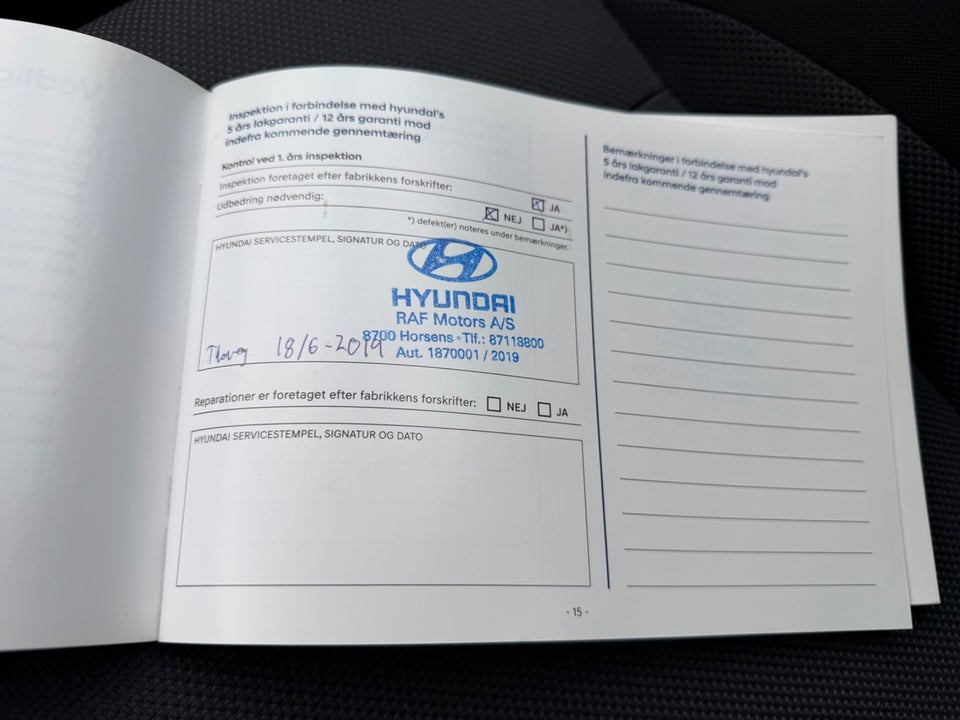 Inspektion i forbindelse med hyundai's
5 års lakgaranti / 12 års garanti mod
indefra kommende gennemtæring
Kontrol ved 1. års inspektion
Inspektion foretaget efter fabrikkens forskrifter:
JA
Udbedring nødvendig:
NEJ JA*)
*) defekt(er) noteres under bemærkninger.
HYUNDAI SERVICESTEMPEL, SIGNATUR OG DATO
HYUNDAI
RAF Motors A/S
8700 Horsens - Tlf.: 87118800
Aut. 1870001 / 2019
18/6-2019
Reparationer er foretaget efter fabrikkens forskrifter: NEJ JA
HYUNDAI SERVICESTEMPEL, SIGNATUR OG DATO
- 15 -
Bemærkninger i forbindelse med hyundai's
5 års lakgaranti / 12 års garanti mod
indefra kommende gennemtæring